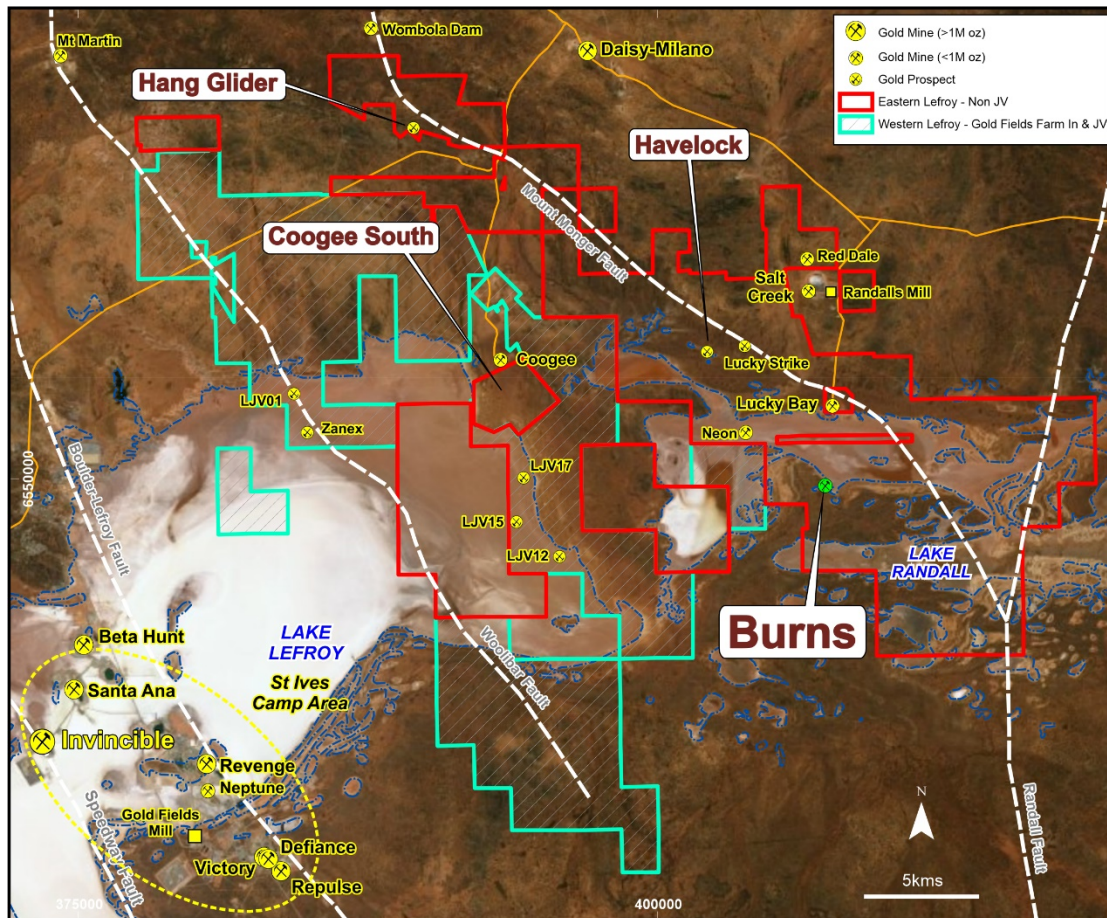 Mt Martin
Wombola Dam
Daisy-Milano
Gold Mine (>1M oz)
Gold Mine (<1M oz)
Gold Prospect
Eastern Lefroy - Non JV
Western Lefroy - Gold Fields Farm In & JV
Hang Glider
Havelock
Mount Monger Fault
Coogee South
Red Dale
Salt
Creek
Randalls Mill
Coogee
Lucky Strike
LJV01
Lucky Bay
Zanex
Neon
Boulder-Lefroy Fault
6550000
LJV17
LJV15
LJV12
LAKE
RANDALL
Burns
Beta Hunt
LAKE
LEFROY
St Ives
Camp Area
Woolibar Fault
Santa Ana
Invincible
Revenge
Neptune
Speedway Fault
Gold Fields
Mill
Defiance
Victory
Repulse
Randall Fault
N
5kms
375000
400000